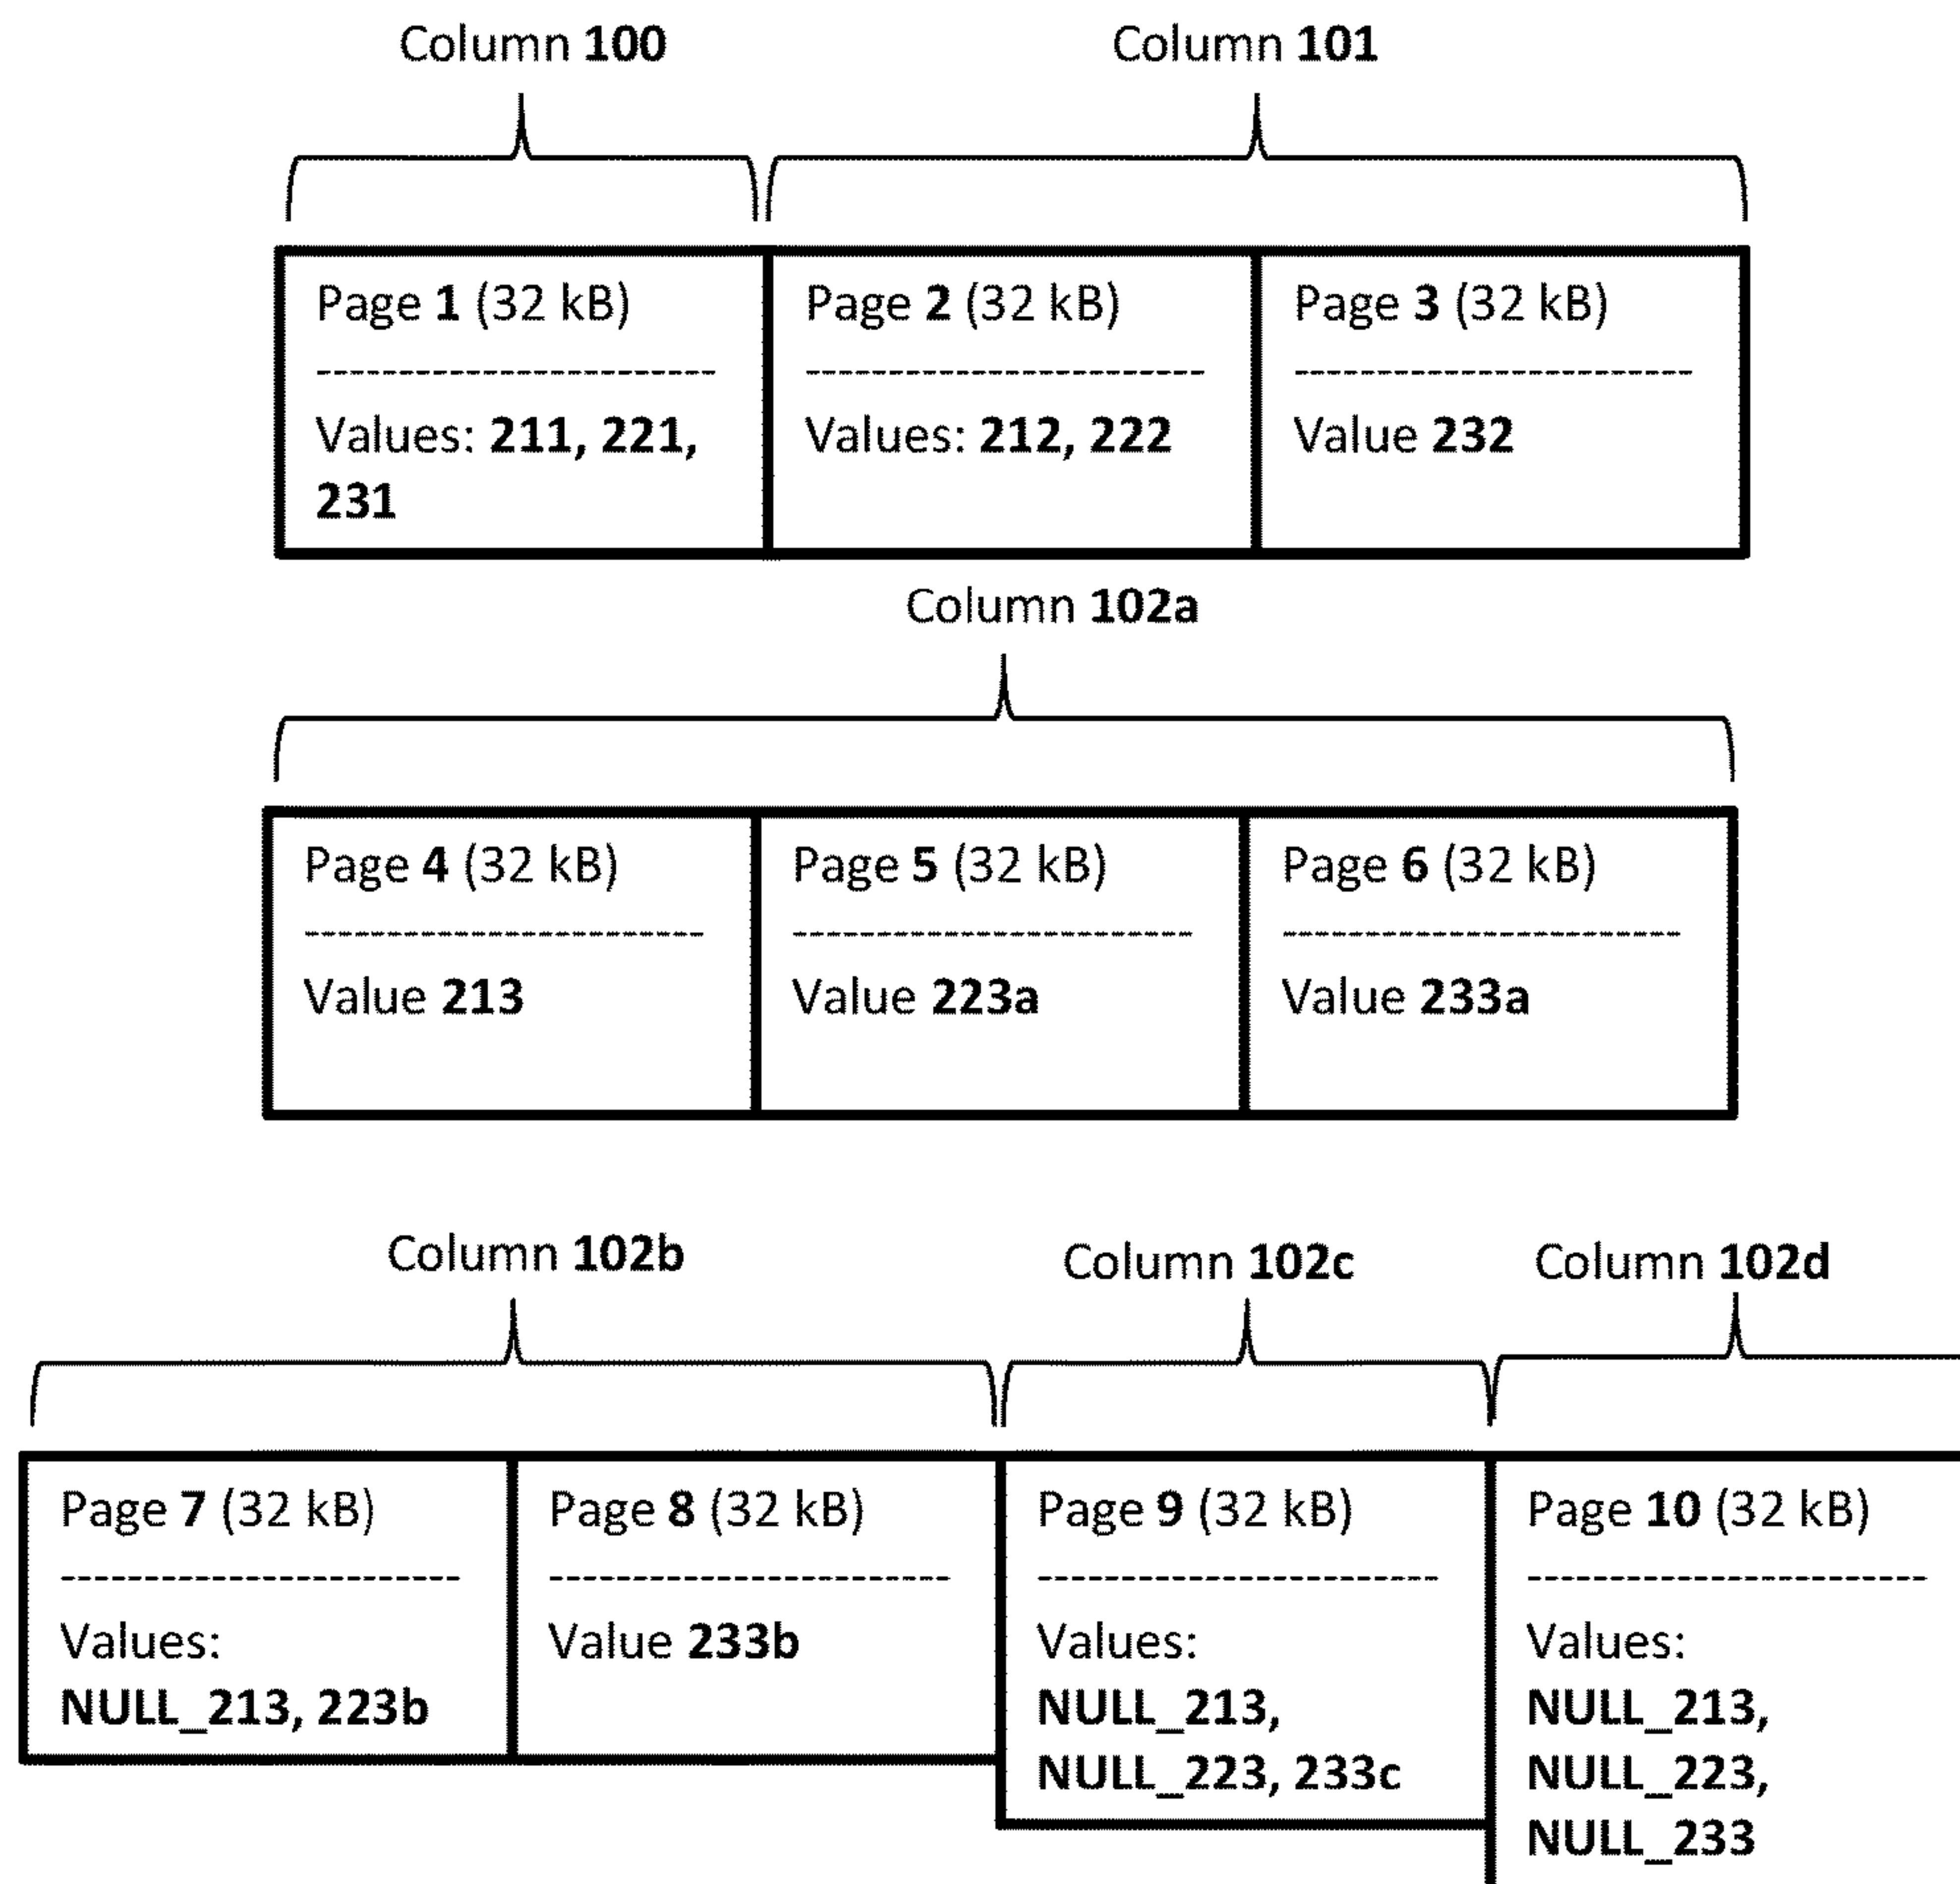 Column 100
Column 101
Page 1 (32 kB)
Values: 211, 221,
231
Page 2 (32 kB)
Values: 212, 222
Page 3 (32 kB)
Value 232
Column 102a
Page 4 (32 kB)
Value 213
Page 5 (32 kB)
Value 223a
Page 6 (32 kB)
Value 233a
Column 102b
Column 102c
Column 102d
Page 7 (32 kB)
Values:
NULL_213, 223b
Page 8 (32 kB)
Value 233b
Page 9 (32 kB)
Values:
NULL_213,
NULL_223, 233c
Page 10 (32 kB)
Values:
NULL_213,
NULL_223,
NULL_233